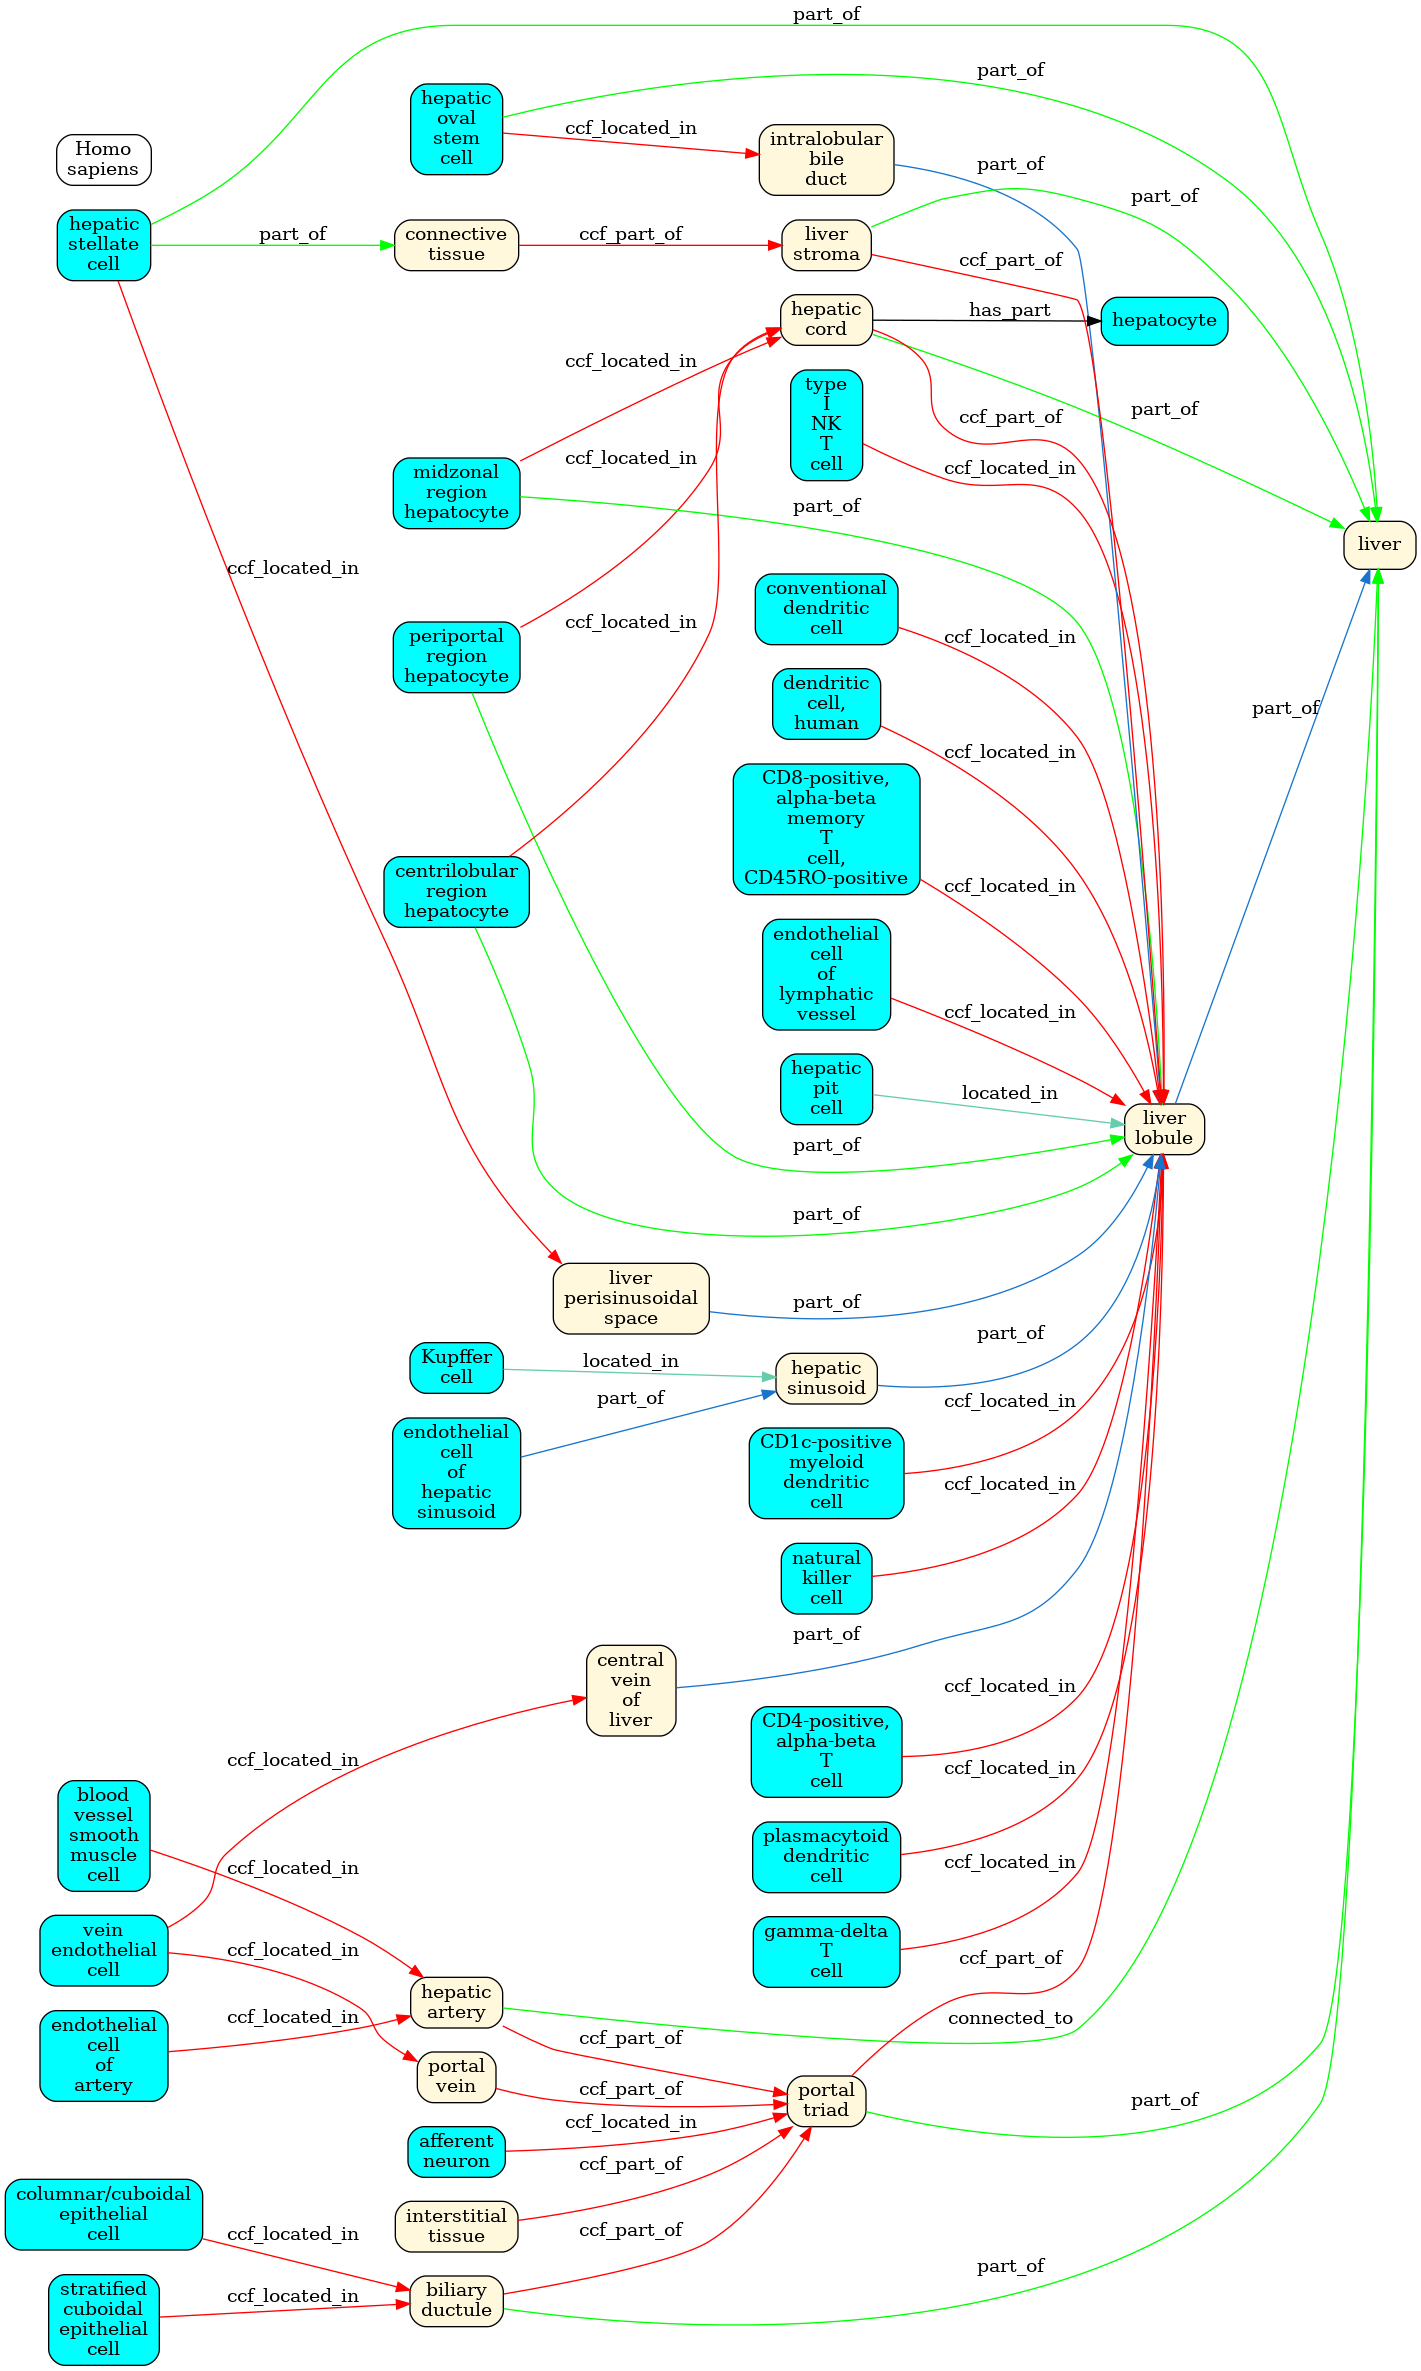 part_of
hepatic
oval
stem
cell
part_of
ccf_located_in
intralobular
bile
duct
part_of
Homo
sapiens
hepatic
stellate
cell
part_of
connective
tissue
ccf_part_of
liver
stroma
part_of
ccf_part_of
hepatic
cord
has_part
hepatocyte
ccf_located_in
type
I
NK
T
cell
part_of
ccf_part_of
ccf_located_in
midzonal
region
hepatocyte
ccf_located_in
part_of
liver
ccf_located_in
conventional
dendritic
cell
ccf_located_in
periportal
region
hepatocyte
ccf_located_in
dendritic
cell,
human
ccf_located_in
part_of
CD8-positive,
alpha-beta
memory
T
cell,
CD45RO-positive
ccf_located_in
centrilobular
region
hepatocyte
endothelial
cell
of
lymphatic
vessel
ccf_located_in
hepatic
pit
cell
located_in
liver
lobule
part_of
part_of
liver
perisinusoidal
space
part_of
Kupffer
cell
located_in
hepatic
sinusoid
part_of
part_of
endothelial
cell
of
hepatic
sinusoid
CD1c-positive
myeloid
dendritic
cell
ccf_located_in
natural
killer
cell
ccf_located_in
central
vein
of
liver
part_of
CD4-positive,
alpha-beta
T
cell
ccf_located_in
ccf_located_in
blood
vessel
smooth
muscle
cell
ccf_located_in
plasmacytoid
dendritic
cell
ccf_located_in
vein
endothelial
cell
ccf_located_in
gamma-delta
T
cell
ccf_located_in
ccf_part_of
hepatic
artery
endothelial
cell
of
artery
ccf_located_in
connected_to
ccf_part_of
portal
vein
ccf_part_of
portal
triad
part_of
afferent
neuron
ccf_located_in
interstitial
tissue
ccf_part_of
columnar/cuboidal
epithelial
cell
ccf_located_in
biliary
ductule
ccf_part_of
part_of
stratified
cuboidal
epithelial
cell
ccf_located_in